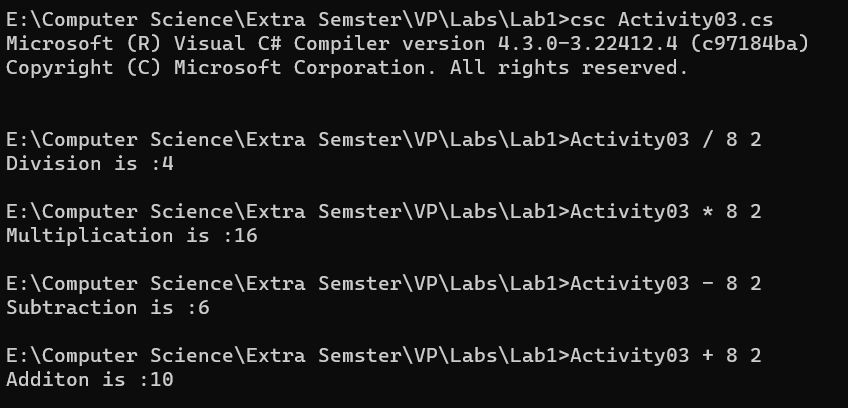 E:\Computer Science\Extra Semster\VP\Labs\Lab1>csc Activity03.cs
Microsoft (R) Visual C# Compiler version 4.3.0-3.22412.4 (c97184ba)
Copyright (C) Microsoft Corporation. All rights reserved.
E:\Computer Science\Extra Semster\VP\Labs\Lab1>Activity03 / 8 2
Division is :4
E:\Computer Science\Extra Semster\VP\Labs\Lab1>Activity03 * 8 2
Multiplication is :16
E:\Computer Science\Extra Semster\VP\Labs\Lab1>Activity03 - 8 2
Subtraction is :6
E:\Computer Science\Extra Semster\VP\Labs\Lab1>Activity03 + 8 2
Additon is :10